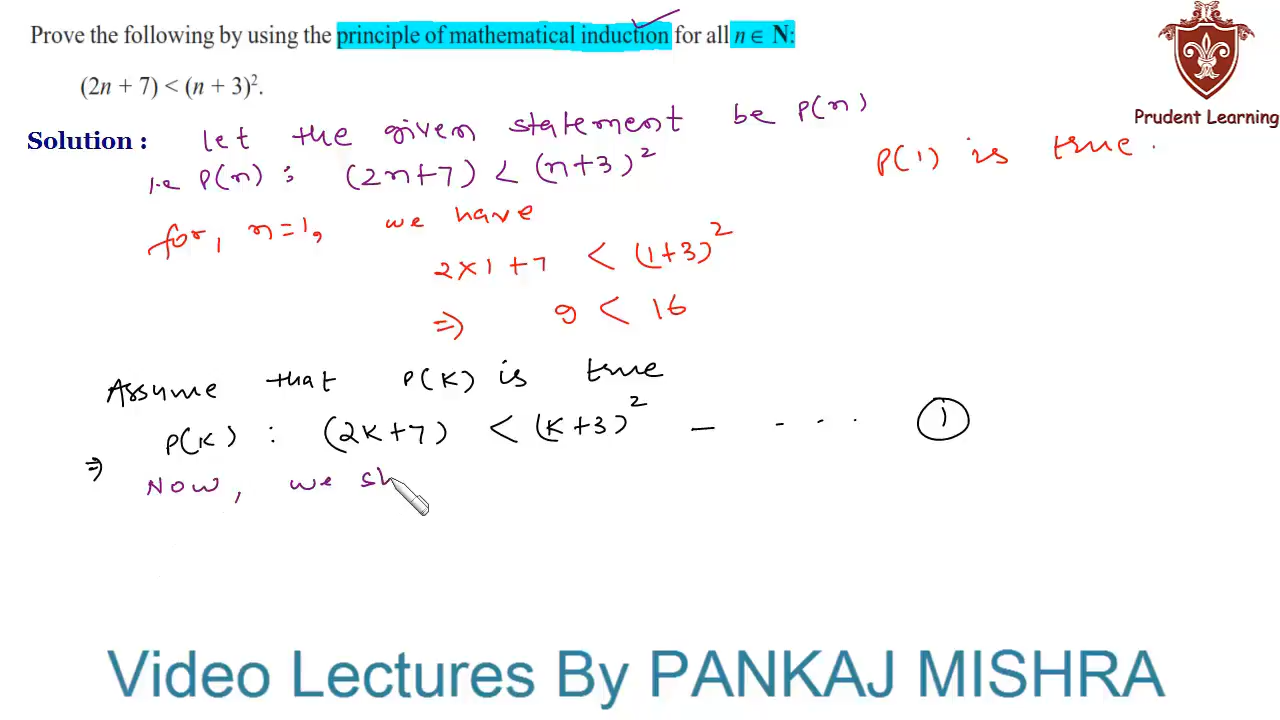 Prove the following by using the principle of mathematical induction for all n ∈ N:
(2n + 7) < (n + 3)².
Prudent Learning
Solution : let the given statement be P(n)
i.e P(n) : (2n+7) < (n+3)²
P(1) is true.
for, n=1, we have
2×1+7 < (1+3)²
⇒ 9 < 16
Assume that P(K) is true
⇒ P(K) : (2K+7) < (K+3)² – - - - ①
Now, we sh
Video Lectures By PANKAJ MISHRA